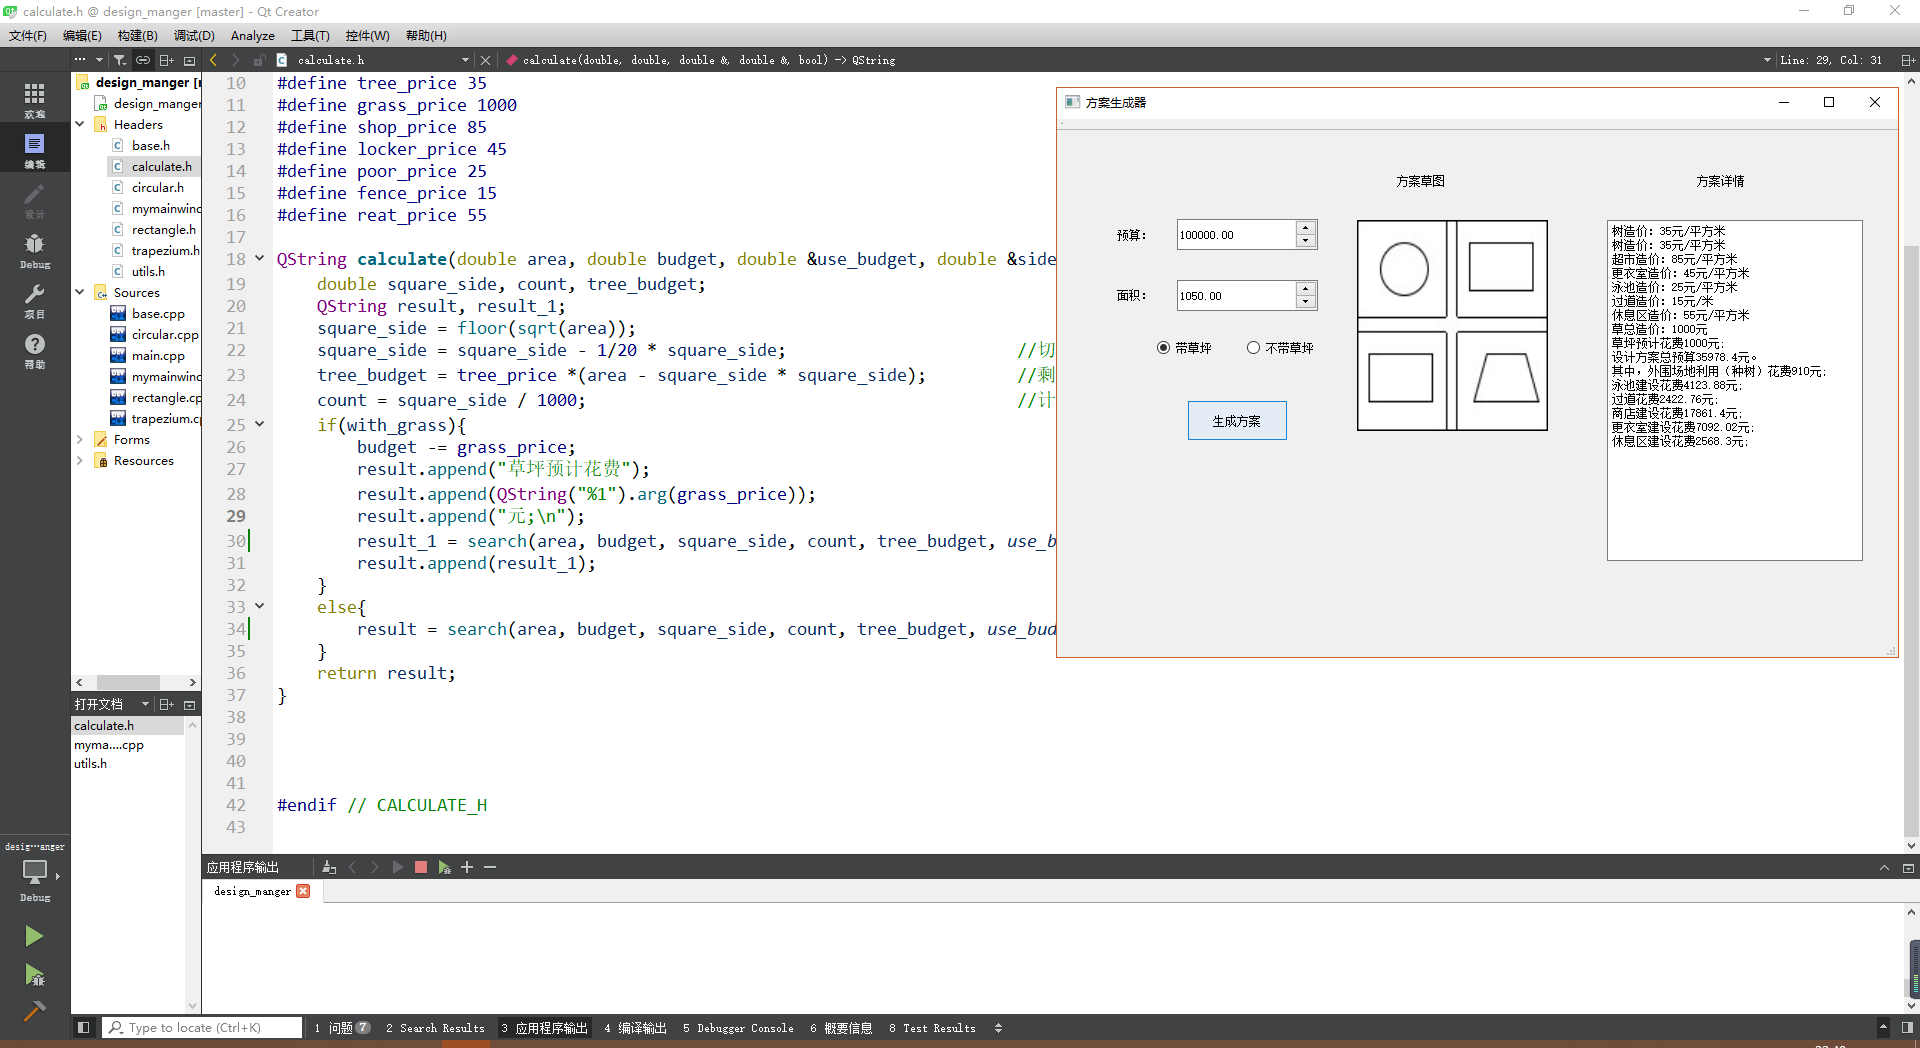 calculate.h @ design_manger [master] - Qt Creator
文件(F) 编辑(E) 构建(B) 调试(D) Analyze 工具(T) 控件(W) 帮助(H)
calculate.h
calculate(double, double, double &, double &, bool) -> QString
Line: 29, Col: 31
欢迎
编辑
设计
Debug
项目
帮助
desig…anger
Debug
design_manger [
design_manger
Headers
base.h
calculate.h
circular.h
mymainwinc
rectangle.h
trapezium.h
utils.h
Sources
base.cpp
circular.cpp
main.cpp
mymainwinc
rectangle.cp
trapezium.cp
Forms
Resources
打开文档
calculate.h
myma....cpp
utils.h
10 #define tree_price 35
11 #define grass_price 1000
12 #define shop_price 85
13 #define locker_price 45
14 #define poor_price 25
15 #define fence_price 15
16 #define reat_price 55
17
18 QString calculate(double area, double budget, double &use_budget, double &side
19 double square_side, count, tree_budget;
20 QString result, result_1;
21 square_side = floor(sqrt(area));
22 square_side = square_side - 1/20 * square_side; //切
23 tree_budget = tree_price *(area - square_side * square_side); //剩
24 count = square_side / 1000; //计
25 if(with_grass){
26 budget -= grass_price;
27 result.append("草坪预计花费");
28 result.append(QString("%1").arg(grass_price));
29 result.append("元;\n");
30 result_1 = search(area, budget, square_side, count, tree_budget, use_b
31 result.append(result_1);
32 }
33 else{
34 result = search(area, budget, square_side, count, tree_budget, use_bud
35 }
36 return result;
37 }
38
39
40
41
42 #endif // CALCULATE_H
43
方案生成器
方案草图
方案详情
预算：
100000.00
面积：
1050.00
带草坪
不带草坪
生成方案
树造价：35元/平方米
树造价：35元/平方米
超市造价：85元/平方米
更衣室造价：45元/平方米
泳池造价：25元/平方米
过道造价：15元/米
休息区造价：55元/平方米
草总造价：1000元
草坪预计花费1000元;
设计方案总预算35978.4元。
其中，外围场地利用（种树）花费910元;
泳池建设花费4123.88元;
过道花费2422.76元;
商店建设花费17861.4元;
更衣室建设花费7092.02元;
休息区建设花费2568.3元;
应用程序输出
design_manger
Type to locate (Ctrl+K)
1 问题 7
2 Search Results
3 应用程序输出
4 编译输出
5 Debugger Console
6 概要信息
8 Test Results